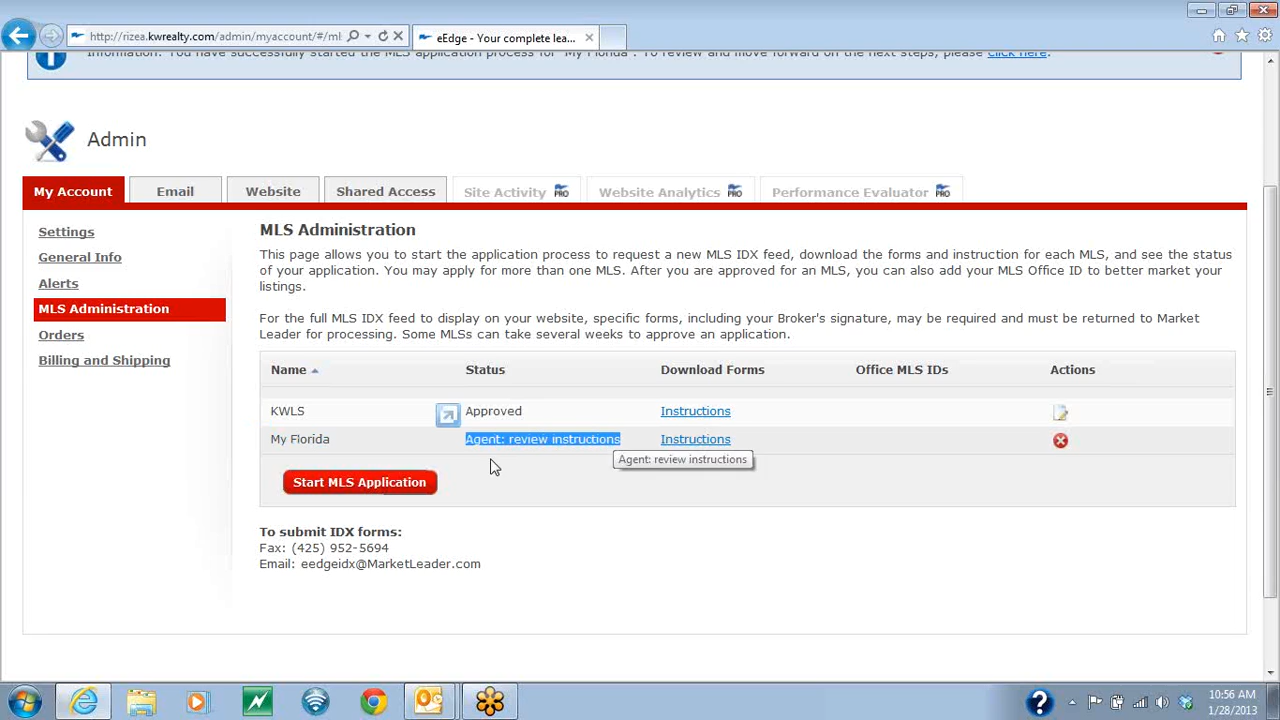 http://rizea.kwrealty.com/admin/myaccount/#/ml
eEdge - Your complete lea...
Information: You have successfully started the MLS application process for "My Florida". To review and move forward on the next steps, please click here.
Admin
My Account
Email
Website
Shared Access
Site Activity PRO
Website Analytics PRO
Performance Evaluator PRO
Settings
General Info
Alerts
MLS Administration
Orders
Billing and Shipping
MLS Administration
This page allows you to start the application process to request a new MLS IDX feed, download the forms and instruction for each MLS, and see the status
of your application. You may apply for more than one MLS. After you are approved for an MLS, you can also add your MLS Office ID to better market your
listings.
For the full MLS IDX feed to display on your website, specific forms, including your Broker's signature, may be required and must be returned to Market
Leader for processing. Some MLSs can take several weeks to approve an application.
Name Status Download Forms Office MLS IDs Actions
KWLS Approved Instructions
My Florida Agent: review instructions Instructions
Agent: review instructions
Start MLS Application
To submit IDX forms:
Fax: (425) 952-5694
Email: eedgeidx@MarketLeader.com
10:56 AM
1/28/2013